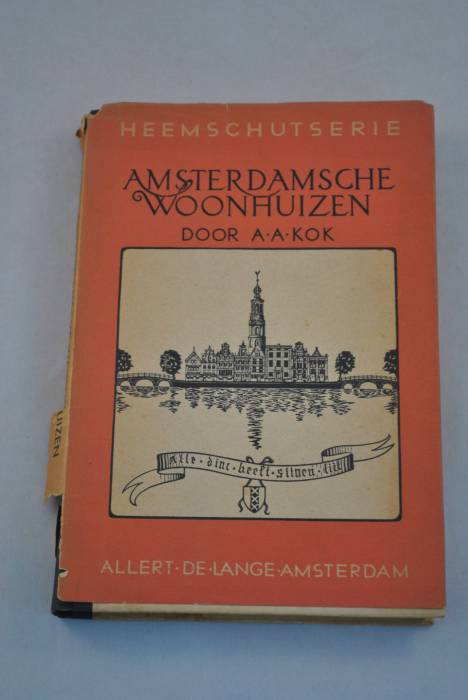 HEEMSCHUTSERIE
AMSTERDAMSCHE
WOONHUIZEN
DOOR A·A·KOK
Alle · dinc · heeft · sijnen · tijt
ALLERT·DE·LANGE·AMSTERDAM
UIZEN